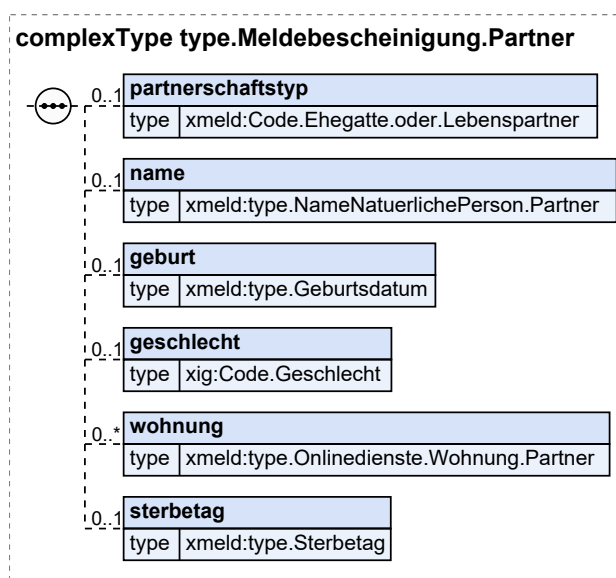 complexType type.Meldebescheinigung.Partner
0..1 partnerschaftstyp
type xmeld:Code.Ehegatte.oder.Lebenspartner
0..1 name
type xmeld:type.NameNatuerlichePerson.Partner
0..1 geburt
type xmeld:type.Geburtsdatum
0..1 geschlecht
type xig:Code.Geschlecht
0..* wohnung
type xmeld:type.Onlinedienste.Wohnung.Partner
0..1 sterbetag
type xmeld:type.Sterbetag